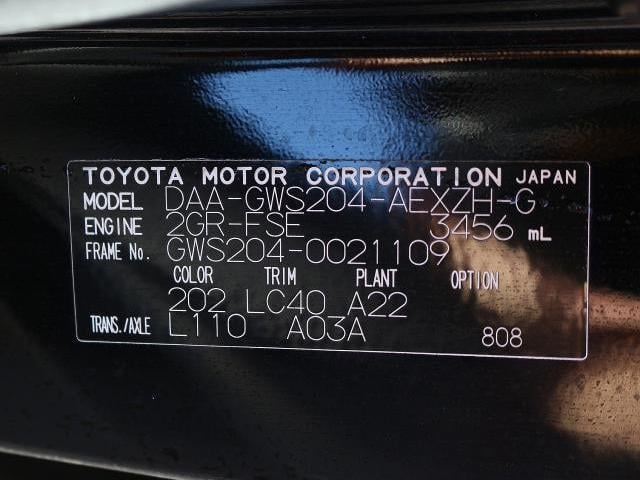 TOYOTA MOTOR CORPORATION JAPAN
MODEL DAA-GWS204-AEXZH-G
ENGINE 2GR-FSE 3456 mL
FRAME No. GWS204-0021109
COLOR TRIM PLANT OPTION
202 LC40 A22
TRANS./AXLE L110 A03A 808